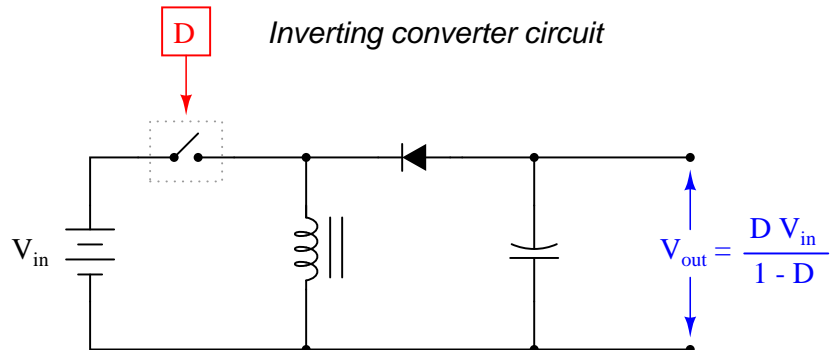 D
Inverting converter circuit
V_in
V_out = D V_in
1 - D